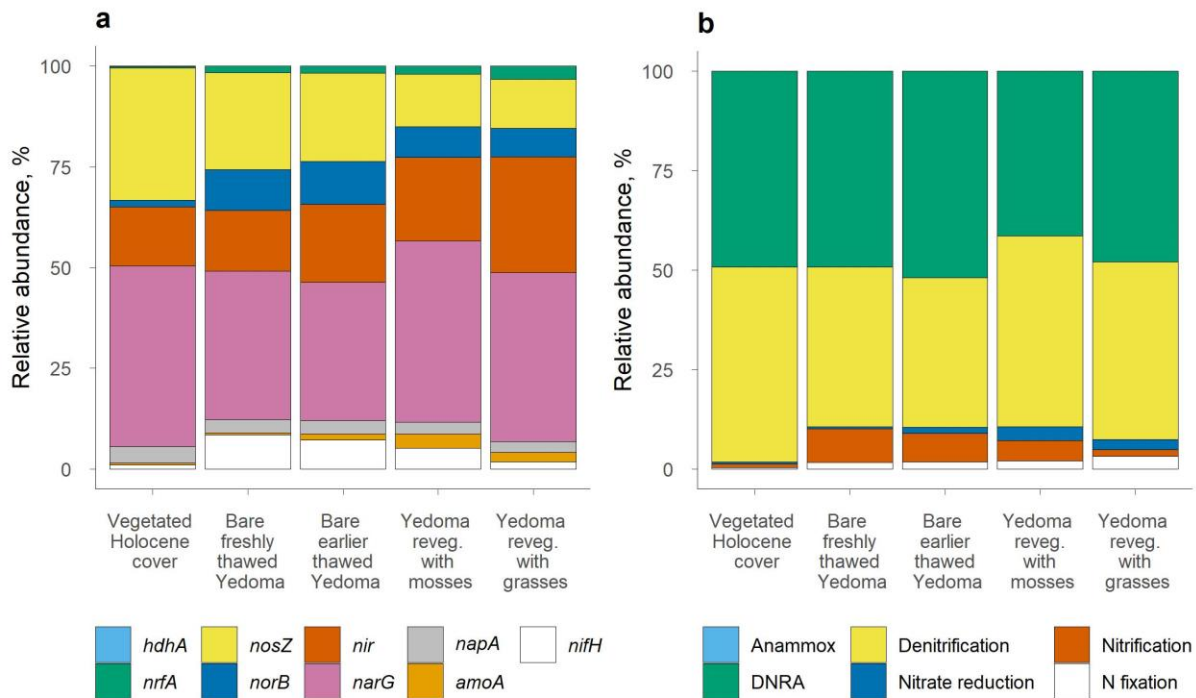 a
Relative abundance, %
100
75
50
25
0
Vegetated
Holocene
cover
Bare
freshly
thawed
Yedoma
Bare
earlier
thawed
Yedoma
Yedoma
reveg.
with
mosses
Yedoma
reveg.
with
grasses
hdhA nosZ nir napA nifH
nrfA norB narG amoA
b
Relative abundance, %
100
75
50
25
0
Vegetated
Holocene
cover
Bare
freshly
thawed
Yedoma
Bare
earlier
thawed
Yedoma
Yedoma
reveg.
with
mosses
Yedoma
reveg.
with
grasses
Anammox Denitrification Nitrification
DNRA Nitrate reduction N fixation